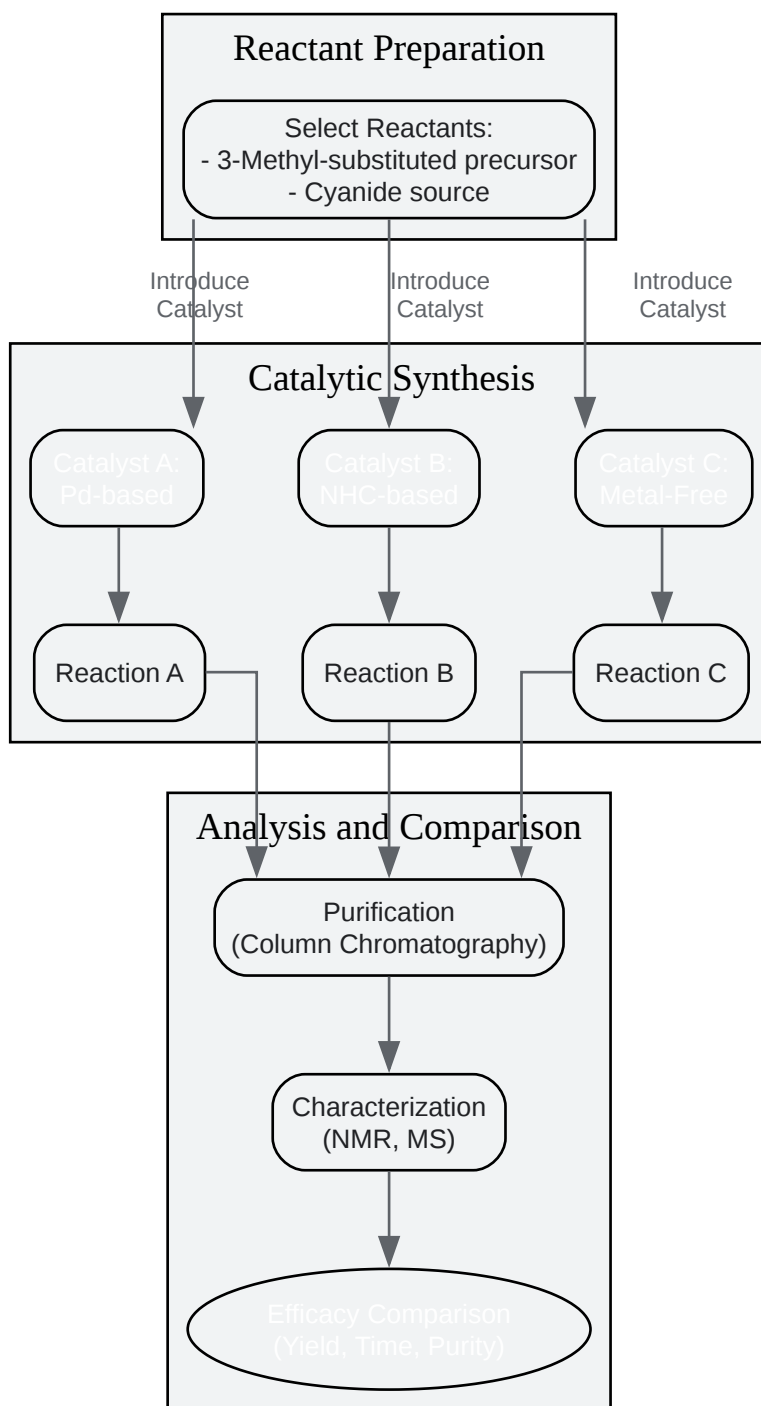 Reactant Preparation
Select Reactants:
- 3-Methyl-substituted precursor
- Cyanide source
Introduce
Catalyst
Introduce
Catalyst
Introduce
Catalyst
Catalytic Synthesis
Catalyst A:
Pd-based
Catalyst B:
NHC-based
Catalyst C:
Metal-Free
Reaction A
Reaction B
Reaction C
Analysis and Comparison
Purification
(Column Chromatography)
Characterization
(NMR, MS)
Efficacy Comparison
(Yield, Time, Purity)